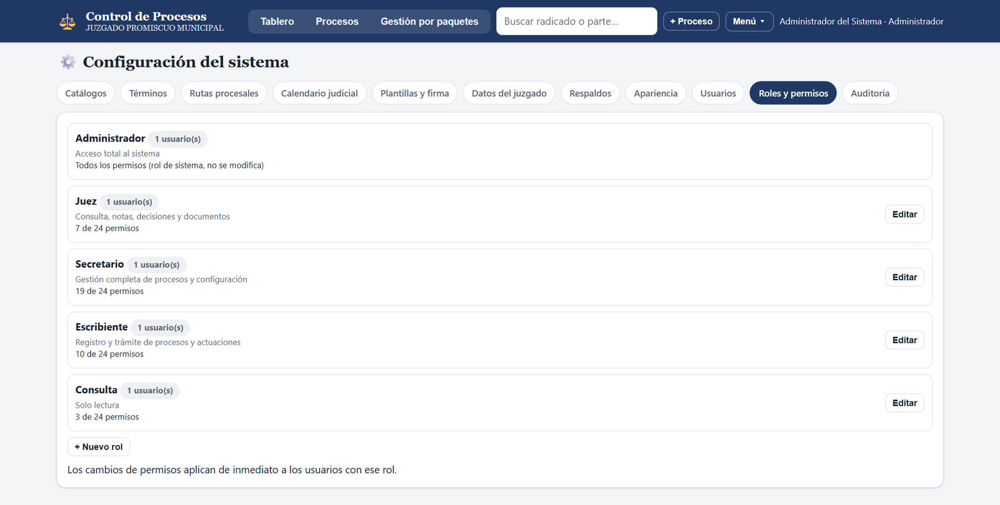 Control de Procesos
JUZGADO PROMISCUO MUNICIPAL
Tablero
Procesos
Gestión por paquetes
Buscar radicado o parte...
+ Proceso
Menú ▼
Administrador del Sistema · Administrador
Configuración del sistema
Catálogos
Términos
Rutas procesales
Calendario judicial
Plantillas y firma
Datos del juzgado
Respaldos
Apariencia
Usuarios
Roles y permisos
Auditoría
Administrador 1 usuario(s)
Acceso total al sistema
Todos los permisos (rol de sistema, no se modifica)
Juez 1 usuario(s)
Consulta, notas, decisiones y documentos
7 de 24 permisos
Editar
Secretario 1 usuario(s)
Gestión completa de procesos y configuración
19 de 24 permisos
Editar
Escribiente 1 usuario(s)
Registro y trámite de procesos y actuaciones
10 de 24 permisos
Editar
Consulta 1 usuario(s)
Solo lectura
3 de 24 permisos
Editar
+ Nuevo rol
Los cambios de permisos aplican de inmediato a los usuarios con ese rol.